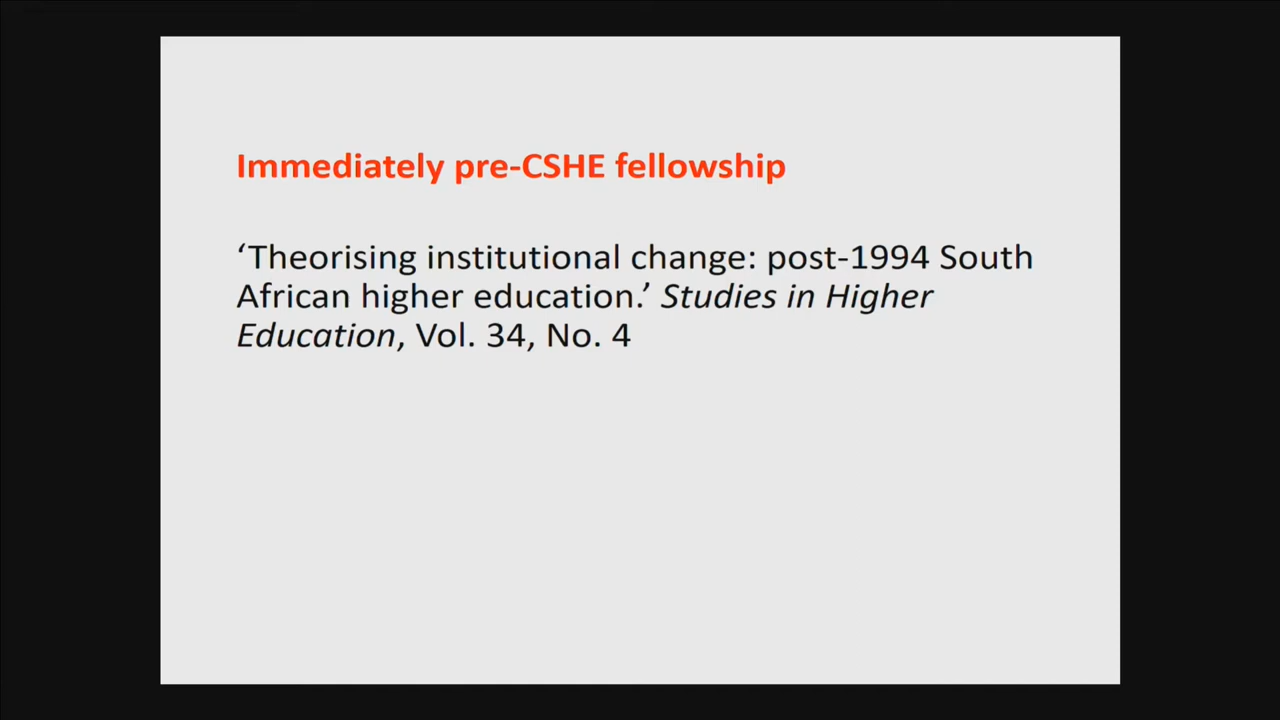 Immediately pre-CSHE fellowship
‘Theorising institutional change: post-1994 South
African higher education.’ Studies in Higher
Education, Vol. 34, No. 4